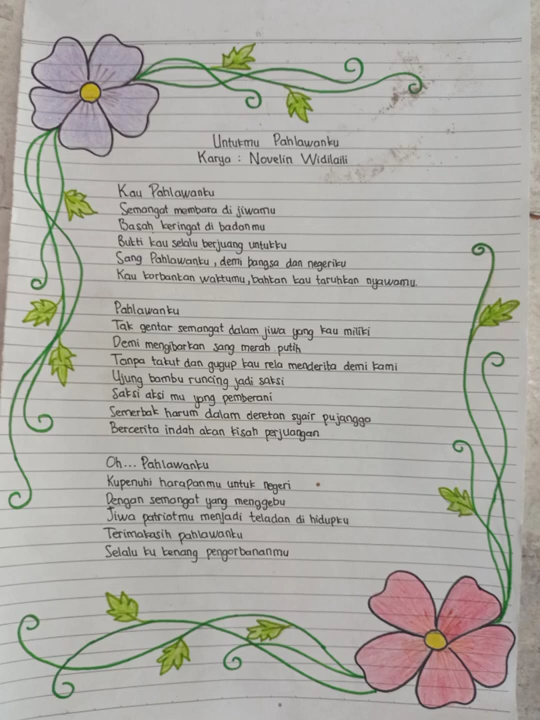 Untukmu Pahlawanku
Karya : Novelin Widilaili
Kau Pahlawanku
Semangat membara di jiwamu
Basah keringat di badanmu
Bukti kau selalu berjuang untukku
Sang Pahlawanku, demi bangsa dan negeriku
Kau korbankan waktumu, bahkan kau taruhkan nyawamu.
Pahlawanku
Tak gentar semangat dalam jiwa yang kau miliki
Demi mengibarkan sang merah putih
Tanpa takut dan gugup kau rela menderita demi kami
Ujung bambu runcing jadi saksi
Saksi aksi mu yang pemberani
Semerbak harum dalam deretan syair pujangga
Bercerita indah akan kisah perjuangan
Oh... Pahlawanku
Kupenuhi harapanmu untuk negeri
Dengan semangat yang menggebu
Jiwa patriotmu menjadi teladan di hidupku
Terimakasih pahlawanku
Selalu ku kenang pengorbananmu